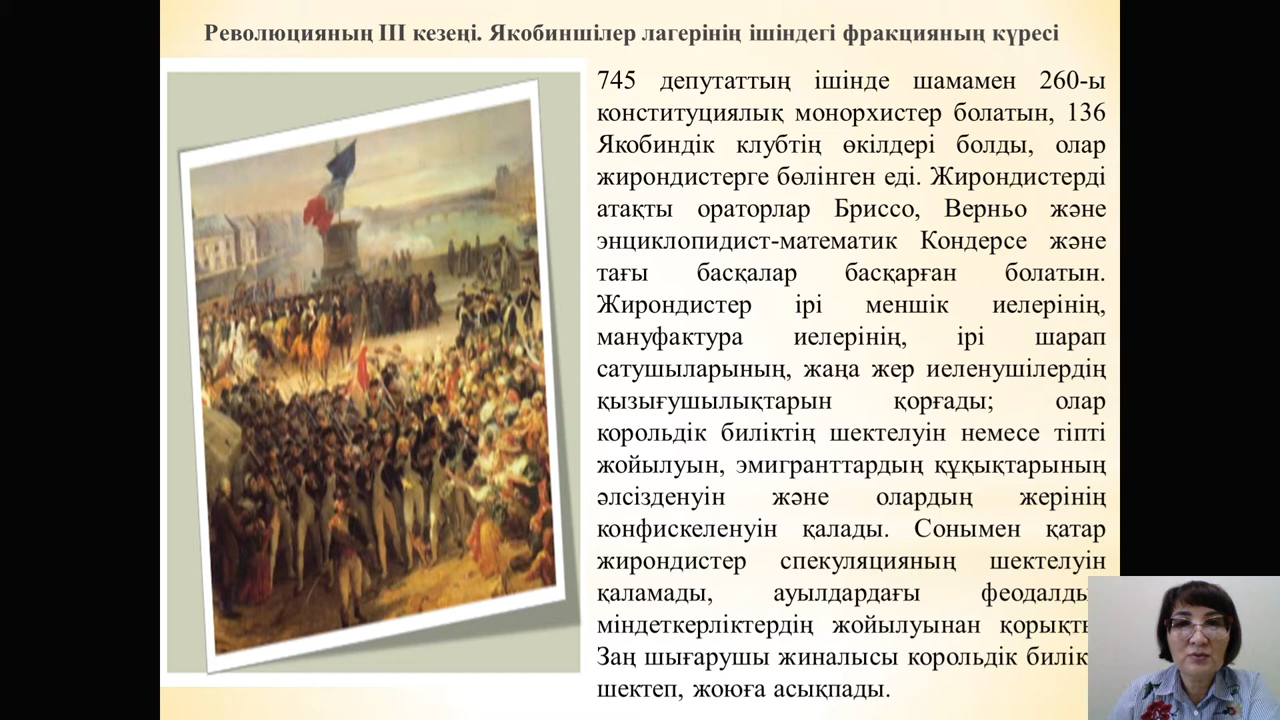 Революцияның III кезеңі. Якобиншілер лагерінің ішіндегі фракцияның күресі
745 депутаттың ішінде шамамен 260-ы
конституциялық монорхистер болатын, 136
Якобиндік клубтің өкілдері болды, олар
жирондистерге бөлінген еді. Жирондистерді
атақты ораторлар Бриссо, Верньо және
энциклопидист-математик Кондерсе және
тағы басқалар басқарған болатын.
Жирондистер ірі меншік иелерінің,
мануфактура иелерінің, ірі шарап
сатушыларының, жаңа жер иеленушілердің
қызығушылықтарын қорғады; олар
корольдік биліктің шектелуін немесе тіпті
жойылуын, эмигранттардың құқықтарының
әлсізденуін және олардың жерінің
конфискеленуін қалады. Сонымен қатар
жирондистер спекуляцияның шектелуін
қаламады, ауылдардағы
міндеткерліктердің жойылуынан
Заң шығарушы жиналысы корольдік
шектеп, жоюға асықпады.